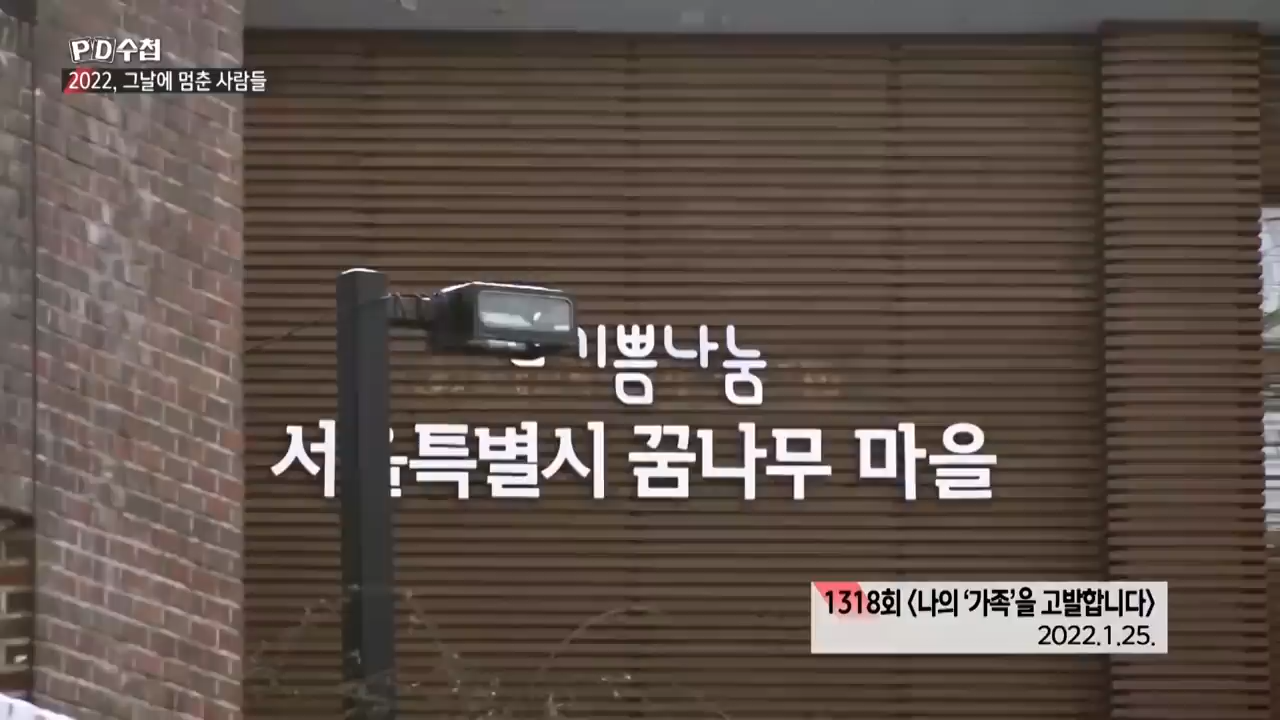 PD수첩
2022, 그날에 멈춘 사람들
기쁨나눔
서울특별시 꿈나무 마을
1318회 〈나의 ‘가족’을 고발합니다〉
2022.1.25.